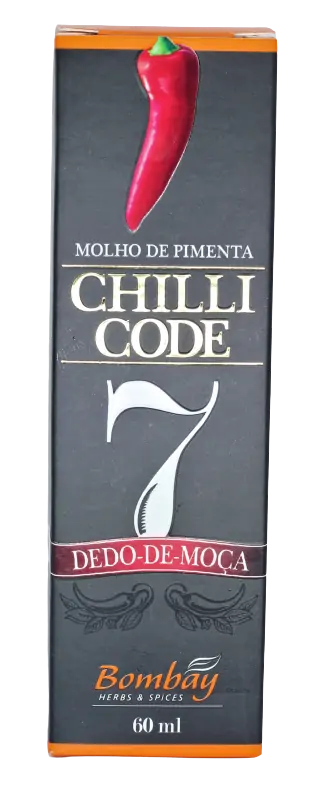 MOLHO DE PIMENTA
CHILLI
CODE
7
DEDO-DE-MOÇA
Bombay
HERBS & SPICES
60 ml